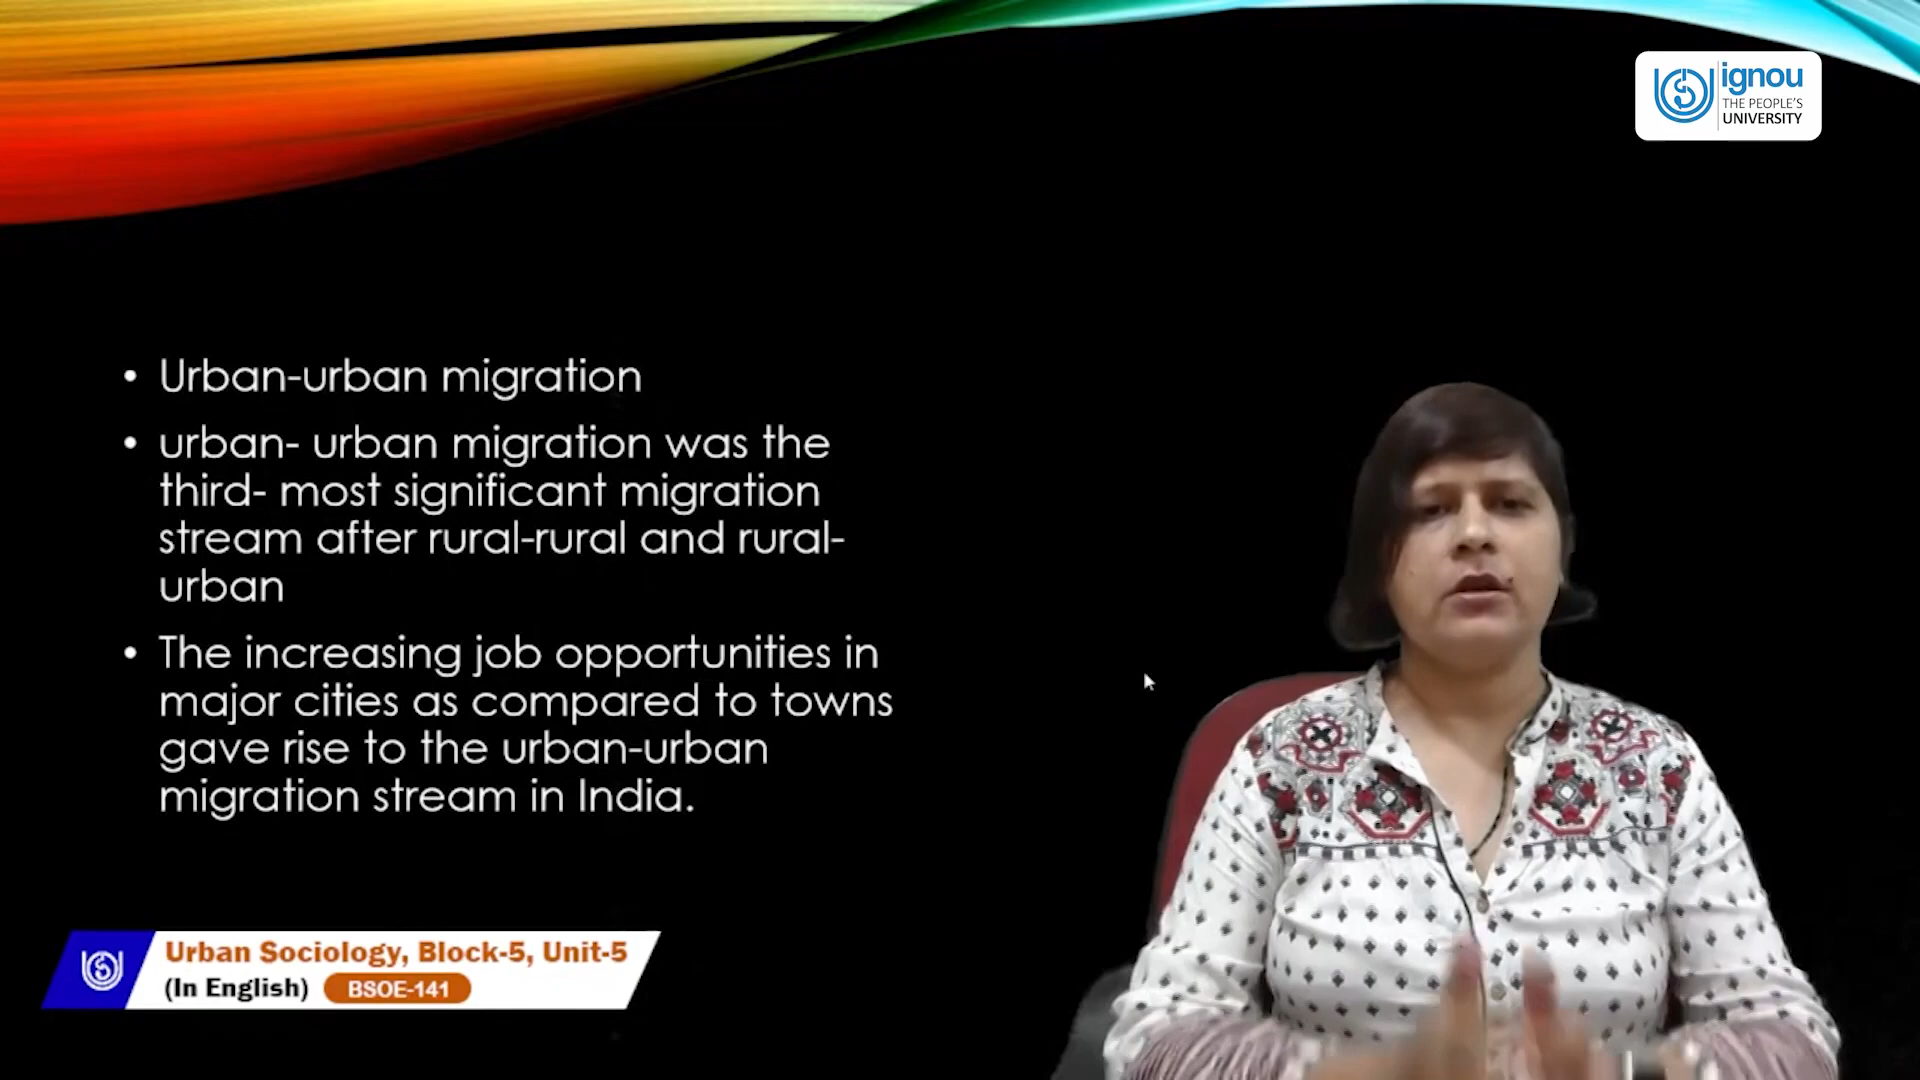 ignou
THE PEOPLE'S
UNIVERSITY
• Urban-urban migration
• urban- urban migration was the
third- most significant migration
stream after rural-rural and rural-
urban
• The increasing job opportunities in
major cities as compared to towns
gave rise to the urban-urban
migration stream in India.
Urban Sociology, Block-5, Unit-5
(In English) BSOE-141